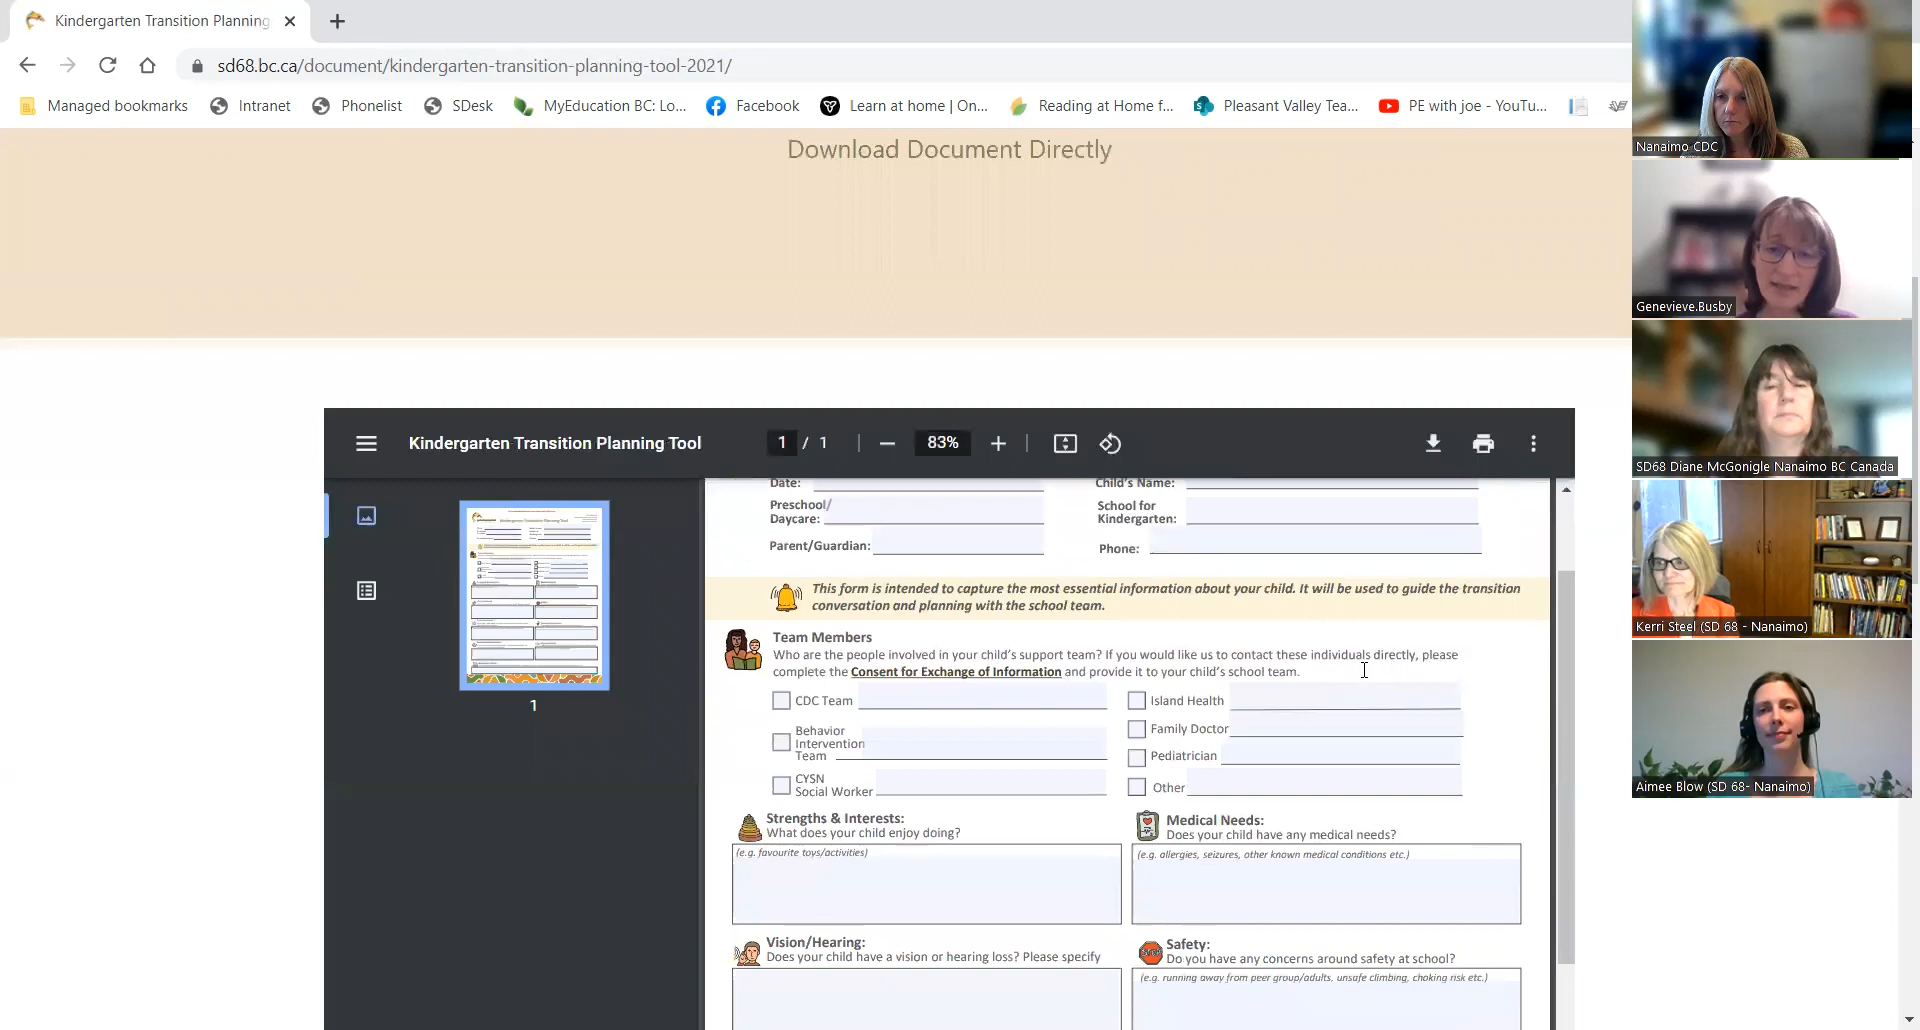 Kindergarten Transition Planning
sd68.bc.ca/document/kindergarten-transition-planning-tool-2021/
Managed bookmarks Intranet Phonelist SDesk MyEducation BC: Lo... Facebook Learn at home | On... Reading at Home f... Pleasant Valley Tea... PE with joe - YouTu...
Download Document Directly
Nanaimo CDC
Genevieve.Busby
SD68 Diane McGonigle Nanaimo BC Canada
Kerri Steel (SD 68 - Nanaimo)
Aimee Blow (SD 68- Nanaimo)
Kindergarten Transition Planning Tool 1 / 1 83%
1
Date: Child's Name:
Preschool/ School for
Daycare: Kindergarten:
Parent/Guardian: Phone:
This form is intended to capture the most essential information about your child. It will be used to guide the transition
conversation and planning with the school team.
Team Members
Who are the people involved in your child's support team? If you would like us to contact these individuals directly, please
complete the Consent for Exchange of Information and provide it to your child's school team.
CDC Team Island Health
Behavior Family Doctor
Intervention
Team Pediatrician
CYSN
Social Worker Other
Strengths & Interests:
What does your child enjoy doing?
(e.g. favourite toys/activities)
Medical Needs:
Does your child have any medical needs?
(e.g. allergies, seizures, other known medical conditions etc.)
Vision/Hearing:
Does your child have a vision or hearing loss? Please specify
Safety:
Do you have any concerns around safety at school?
(e.g. running away from peer group/adults, unsafe climbing, choking risk etc.)